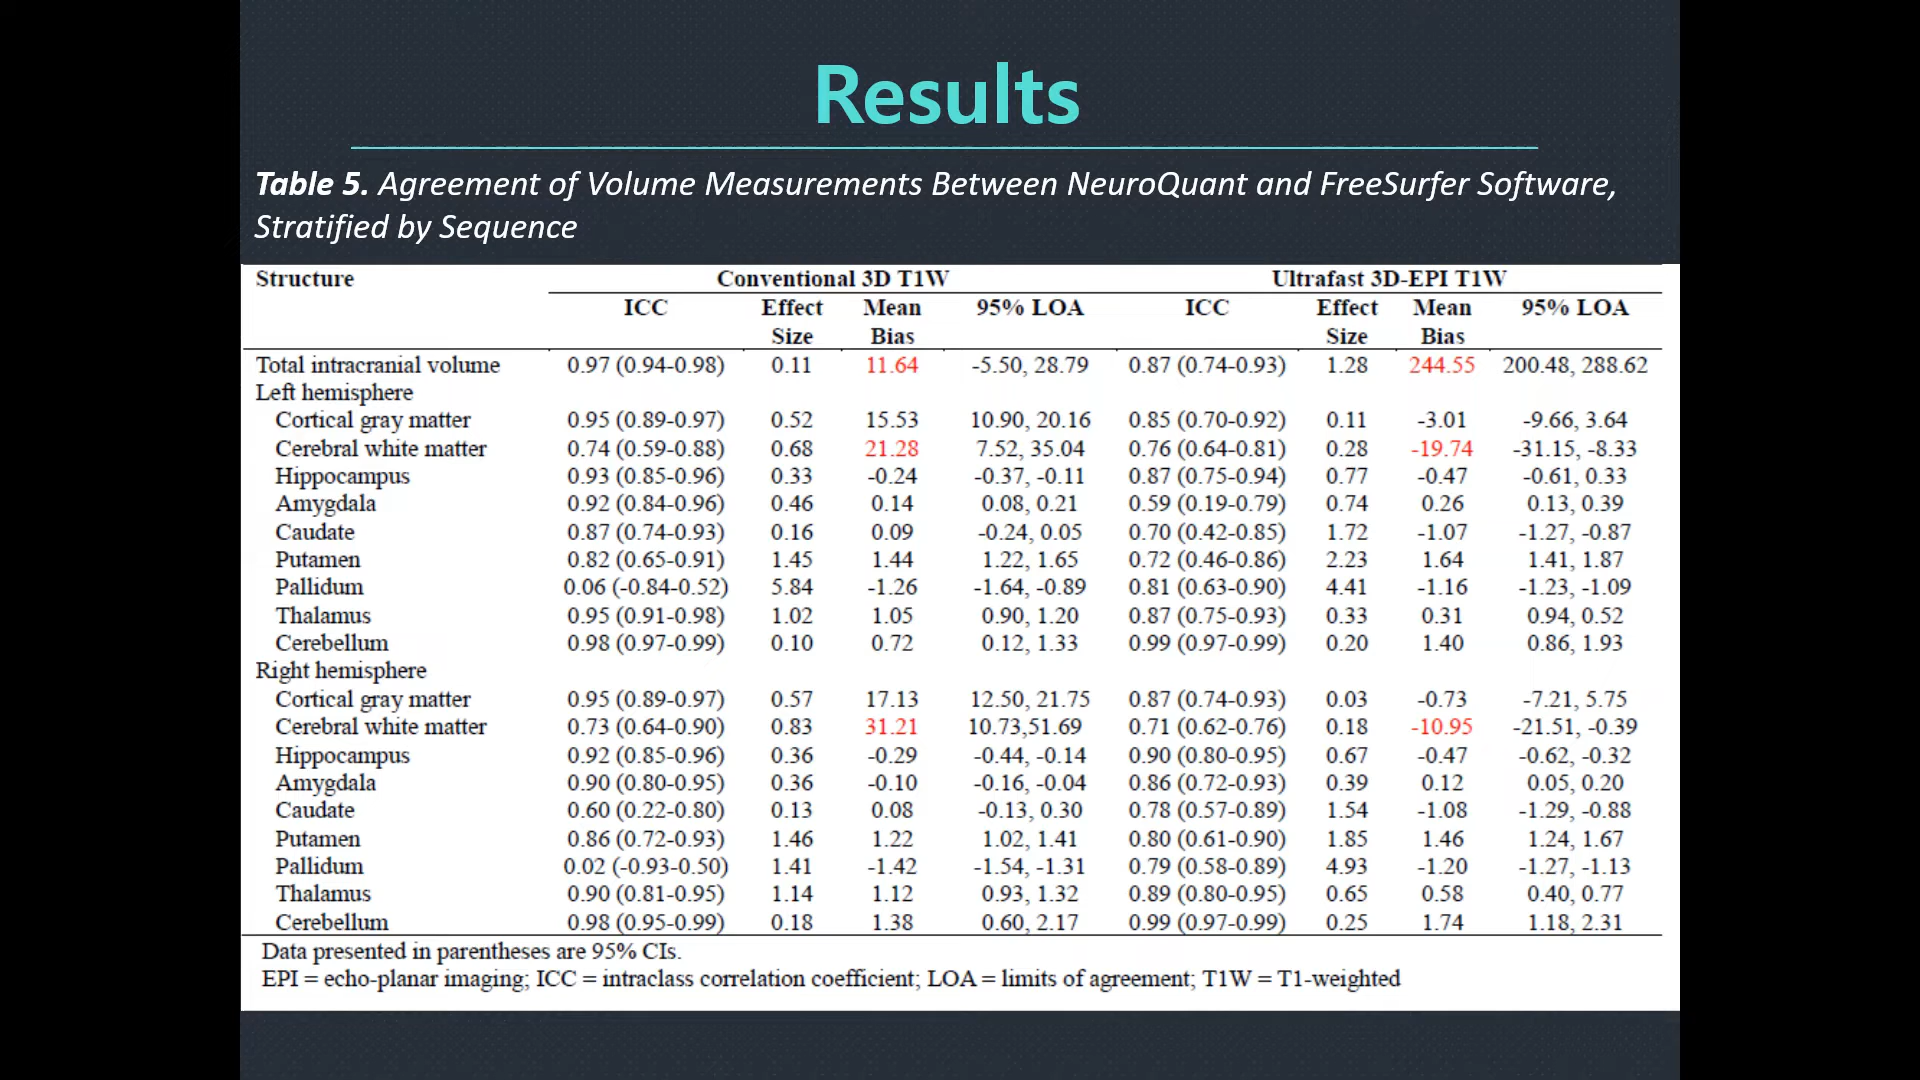 Results
Table 5. Agreement of Volume Measurements Between NeuroQuant and FreeSurfer Software,
Stratified by Sequence
Structure Conventional 3D T1W Ultrafast 3D-EPI T1W
ICC Effect Size Mean Bias 95% LOA ICC Effect Size Mean Bias 95% LOA
Total intracranial volume 0.97 (0.94-0.98) 0.11 11.64 -5.50, 28.79 0.87 (0.74-0.93) 1.28 244.55 200.48, 288.62
Left hemisphere
Cortical gray matter 0.95 (0.89-0.97) 0.52 15.53 10.90, 20.16 0.85 (0.70-0.92) 0.11 -3.01 -9.66, 3.64
Cerebral white matter 0.74 (0.59-0.88) 0.68 21.28 7.52, 35.04 0.76 (0.64-0.81) 0.28 -19.74 -31.15, -8.33
Hippocampus 0.93 (0.85-0.96) 0.33 -0.24 -0.37, -0.11 0.87 (0.75-0.94) 0.77 -0.47 -0.61, 0.33
Amygdala 0.92 (0.84-0.96) 0.46 0.14 0.08, 0.21 0.59 (0.19-0.79) 0.74 0.26 0.13, 0.39
Caudate 0.87 (0.74-0.93) 0.16 0.09 -0.24, 0.05 0.70 (0.42-0.85) 1.72 -1.07 -1.27, -0.87
Putamen 0.82 (0.65-0.91) 1.45 1.44 1.22, 1.65 0.72 (0.46-0.86) 2.23 1.64 1.41, 1.87
Pallidum 0.06 (-0.84-0.52) 5.84 -1.26 -1.64, -0.89 0.81 (0.63-0.90) 4.41 -1.16 -1.23, -1.09
Thalamus 0.95 (0.91-0.98) 1.02 1.05 0.90, 1.20 0.87 (0.75-0.93) 0.33 0.31 0.94, 0.52
Cerebellum 0.98 (0.97-0.99) 0.10 0.72 0.12, 1.33 0.99 (0.97-0.99) 0.20 1.40 0.86, 1.93
Right hemisphere
Cortical gray matter 0.95 (0.89-0.97) 0.57 17.13 12.50, 21.75 0.87 (0.74-0.93) 0.03 -0.73 -7.21, 5.75
Cerebral white matter 0.73 (0.64-0.90) 0.83 31.21 10.73,51.69 0.71 (0.62-0.76) 0.18 -10.95 -21.51, -0.39
Hippocampus 0.92 (0.85-0.96) 0.36 -0.29 -0.44, -0.14 0.90 (0.80-0.95) 0.67 -0.47 -0.62, -0.32
Amygdala 0.90 (0.80-0.95) 0.36 -0.10 -0.16, -0.04 0.86 (0.72-0.93) 0.39 0.12 0.05, 0.20
Caudate 0.60 (0.22-0.80) 0.13 0.08 -0.13, 0.30 0.78 (0.57-0.89) 1.54 -1.08 -1.29, -0.88
Putamen 0.86 (0.72-0.93) 1.46 1.22 1.02, 1.41 0.80 (0.61-0.90) 1.85 1.46 1.24, 1.67
Pallidum 0.02 (-0.93-0.50) 1.41 -1.42 -1.54, -1.31 0.79 (0.58-0.89) 4.93 -1.20 -1.27, -1.13
Thalamus 0.90 (0.81-0.95) 1.14 1.12 0.93, 1.32 0.89 (0.80-0.95) 0.65 0.58 0.40, 0.77
Cerebellum 0.98 (0.95-0.99) 0.18 1.38 0.60, 2.17 0.99 (0.97-0.99) 0.25 1.74 1.18, 2.31
Data presented in parentheses are 95% CIs.
EPI = echo-planar imaging; ICC = intraclass correlation coefficient; LOA = limits of agreement; T1W = T1-weighted